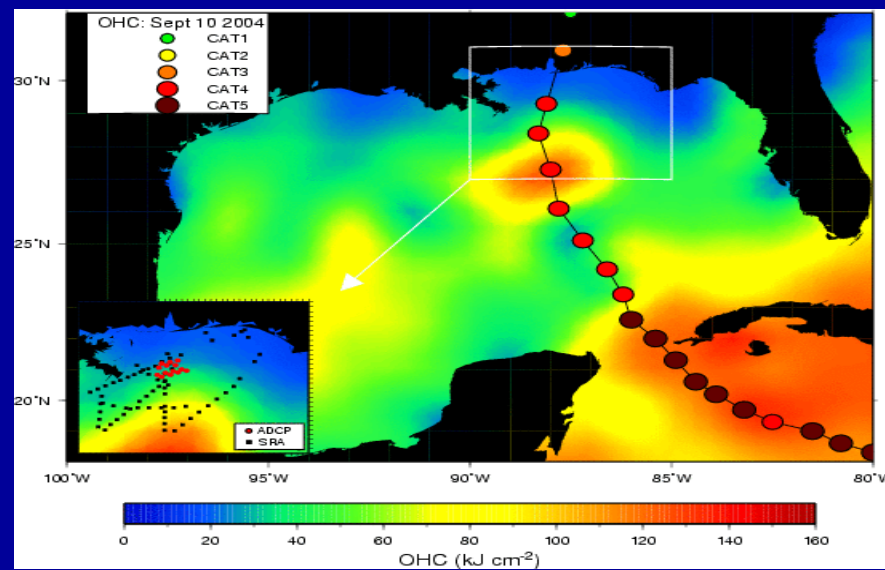 OHC: Sept 10 2004
CAT1
CAT2
CAT3
CAT4
CAT5
30°N
25°N
20°N
ADCP
SRA
100°W 95°W 90°W 85°W 80°W
0 20 40 60 80 100 120 140 160
OHC (kJ cm⁻²)